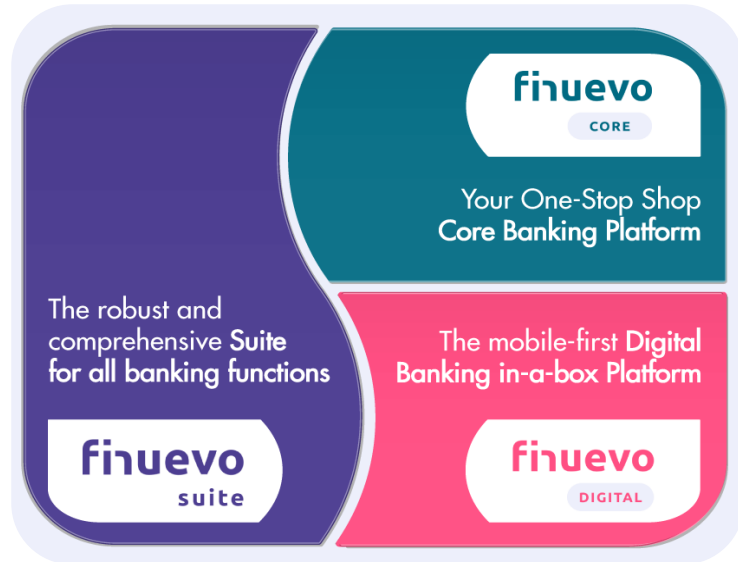 The robust and
comprehensive Suite
for all banking functions
finuevo
suite
finuevo
CORE
Your One-Stop Shop
Core Banking Platform
The mobile-first Digital
Banking in-a-box Platform
finuevo
DIGITAL